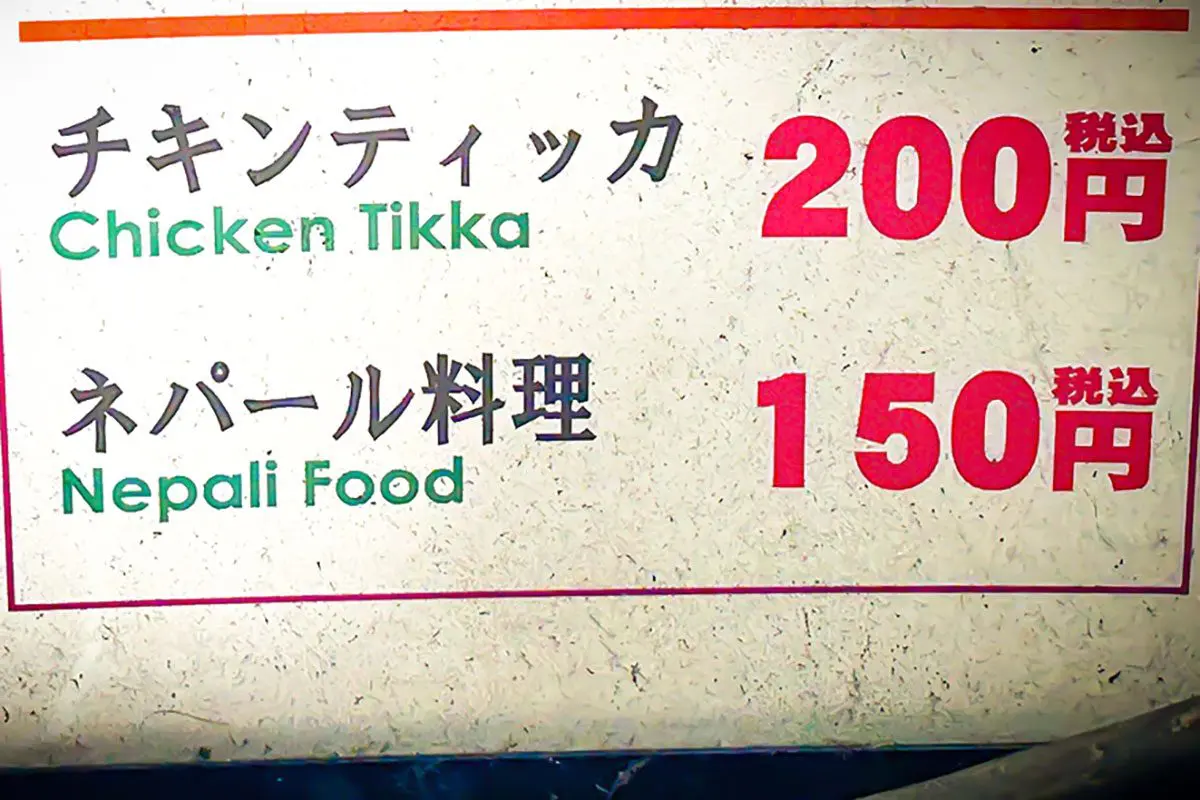 チキンティッカ 200円 税込
Chicken Tikka
ネパール料理 150円 税込
Nepali Food